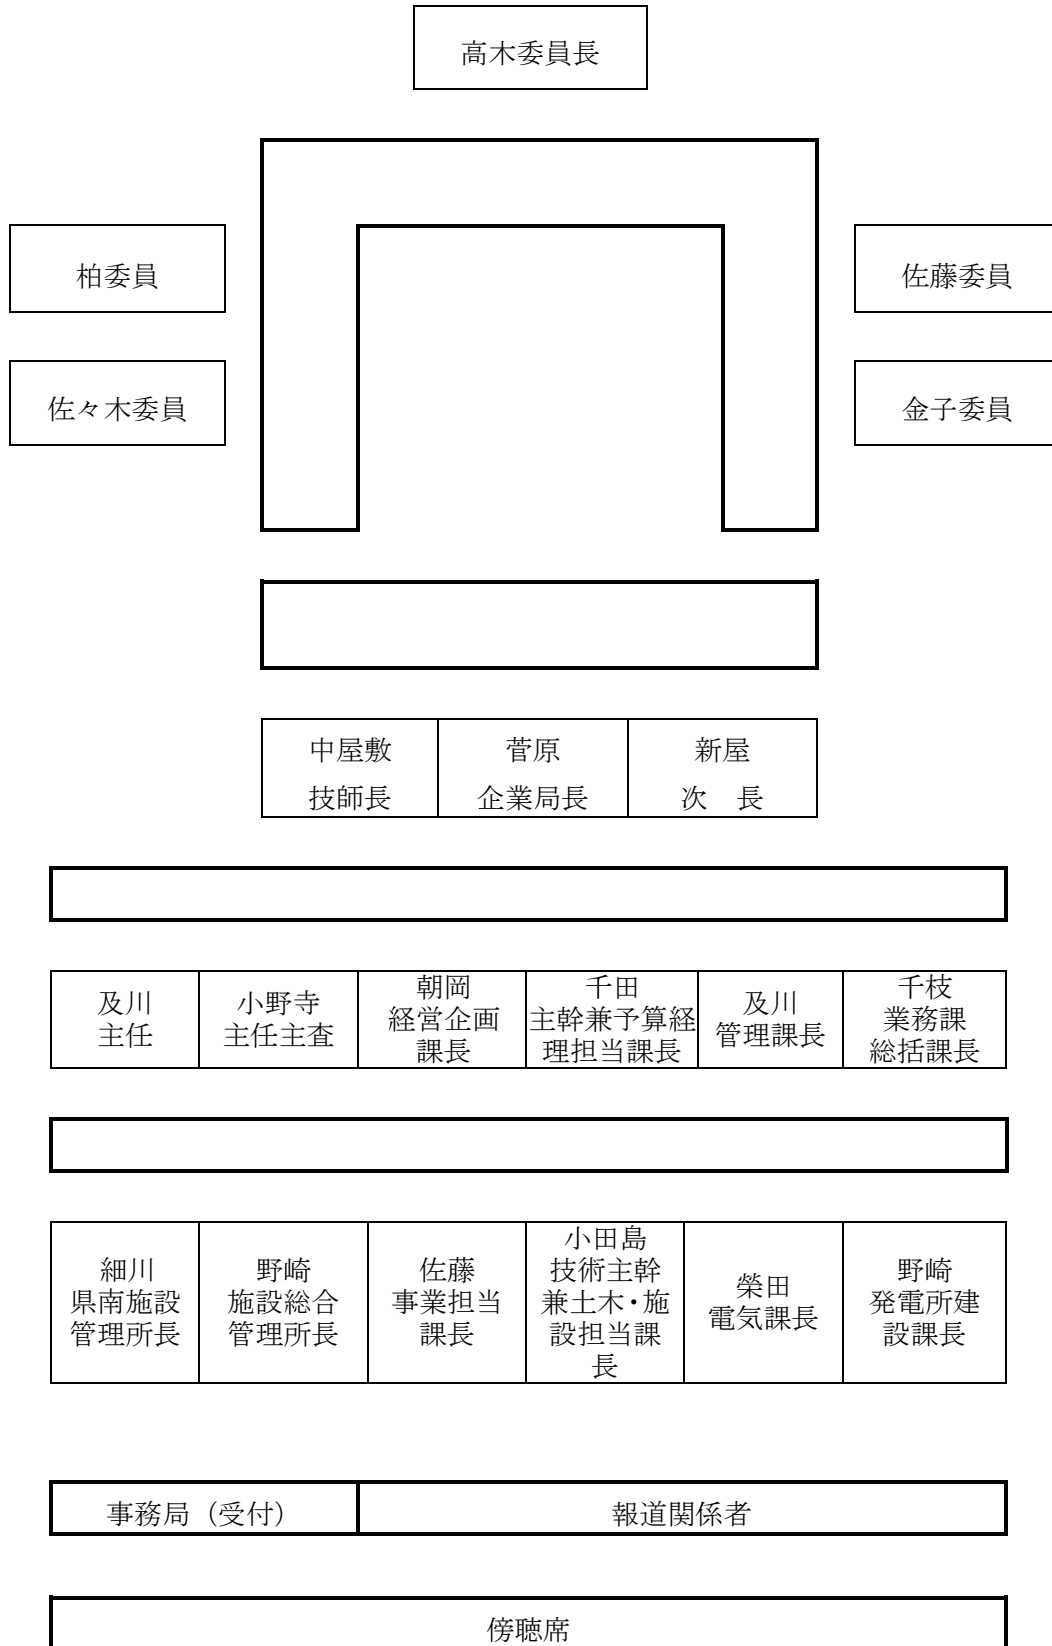 高木委員長
柏委員
佐藤委員
佐々木委員
金子委員
中屋敷
技師長
菅原
企業局長
新屋
次　長
及川
主任
小野寺
主任主査
朝岡
経営企画
課長
千田
主幹兼予算経
理担当課長
及川
管理課長
千枝
業務課
総括課長
細川
県南施設
管理所長
野崎
施設総合
管理所長
佐藤
事業担当
課長
小田島
技術主幹
兼土木・施
設担当課
長
榮田
電気課長
野崎
発電所建
設課長
事務局（受付）
報道関係者
傍聴席